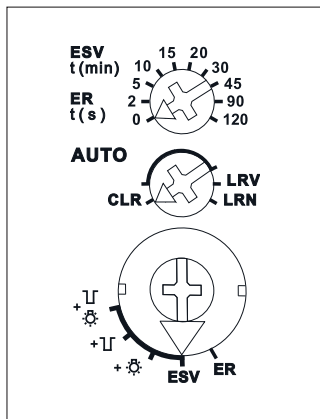 ESV
t (min)
ER
t ( s )
0
2
5
10
15
20
30
45
90
120
AUTO
CLR
LRV
LRN
+
+
+
ESV
ER